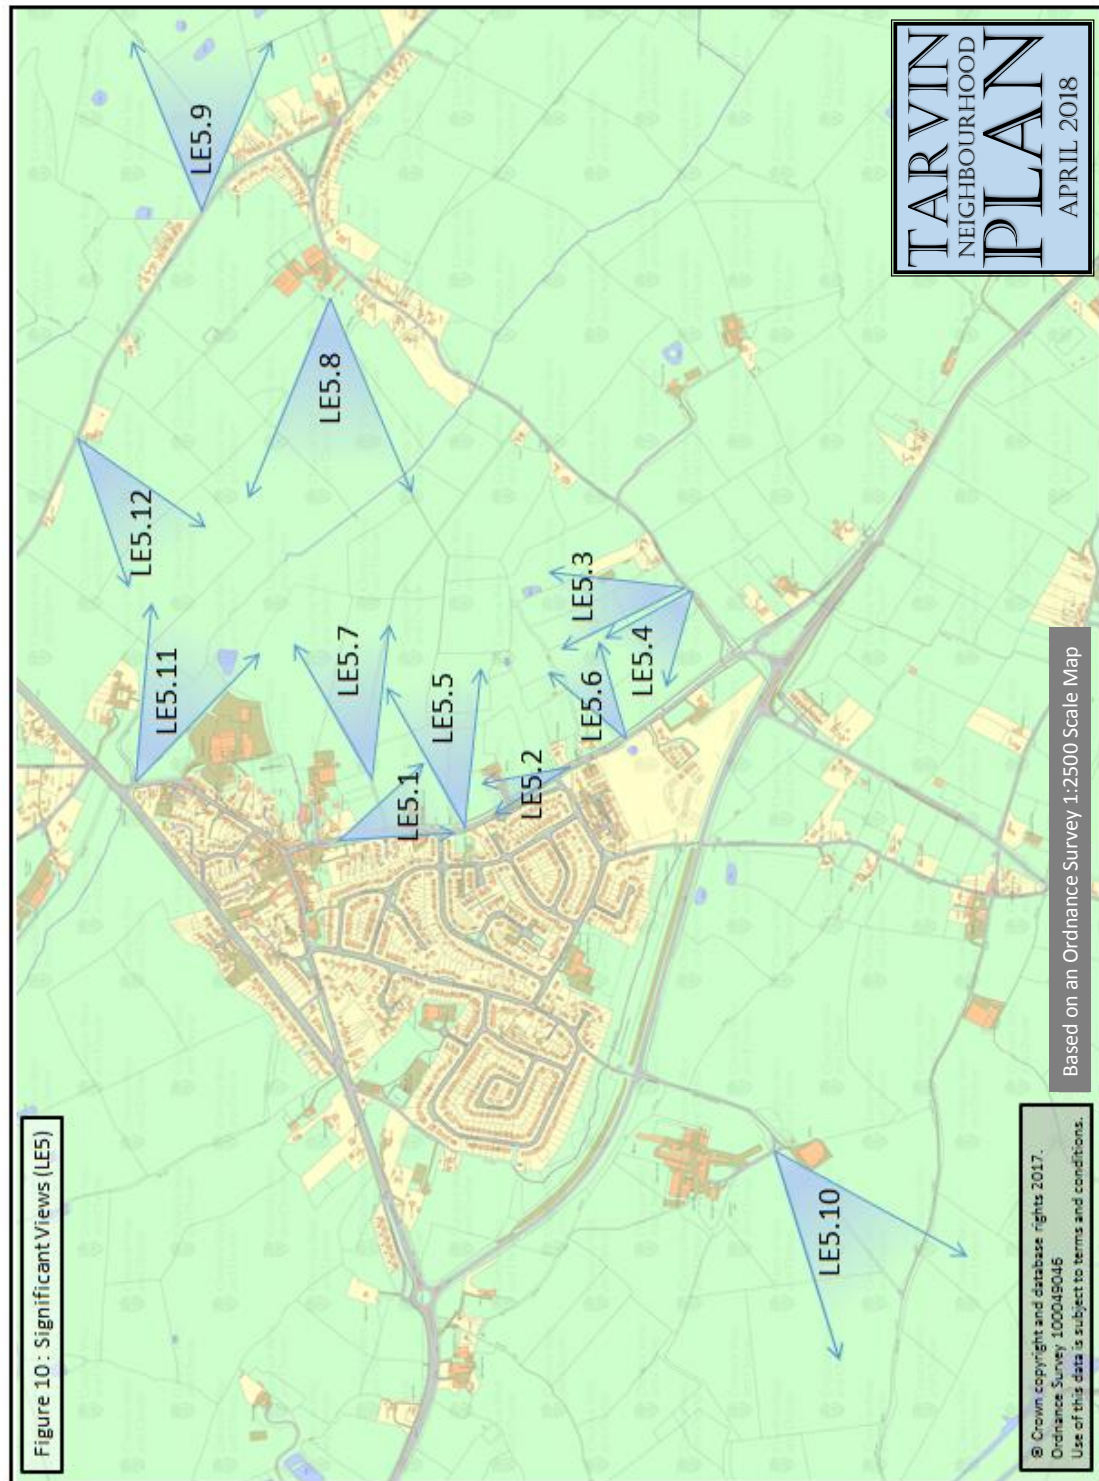 Figure 10 : Significant Views (LE5)
LE5.9
LE5.12
LE5.8
LE5.11
LE5.7
LE5.5
LE5.1
LE5.3
LE5.4
LE5.6
LE5.2
LE5.10
TARVIN
NEIGHBOURHOOD
PLAN
APRIL 2018
Based on an Ordnance Survey 1:2500 Scale Map
© Crown copyright and database rights 2017.
Ordnance Survey 100049046
Use of this data is subject to terms and conditions.